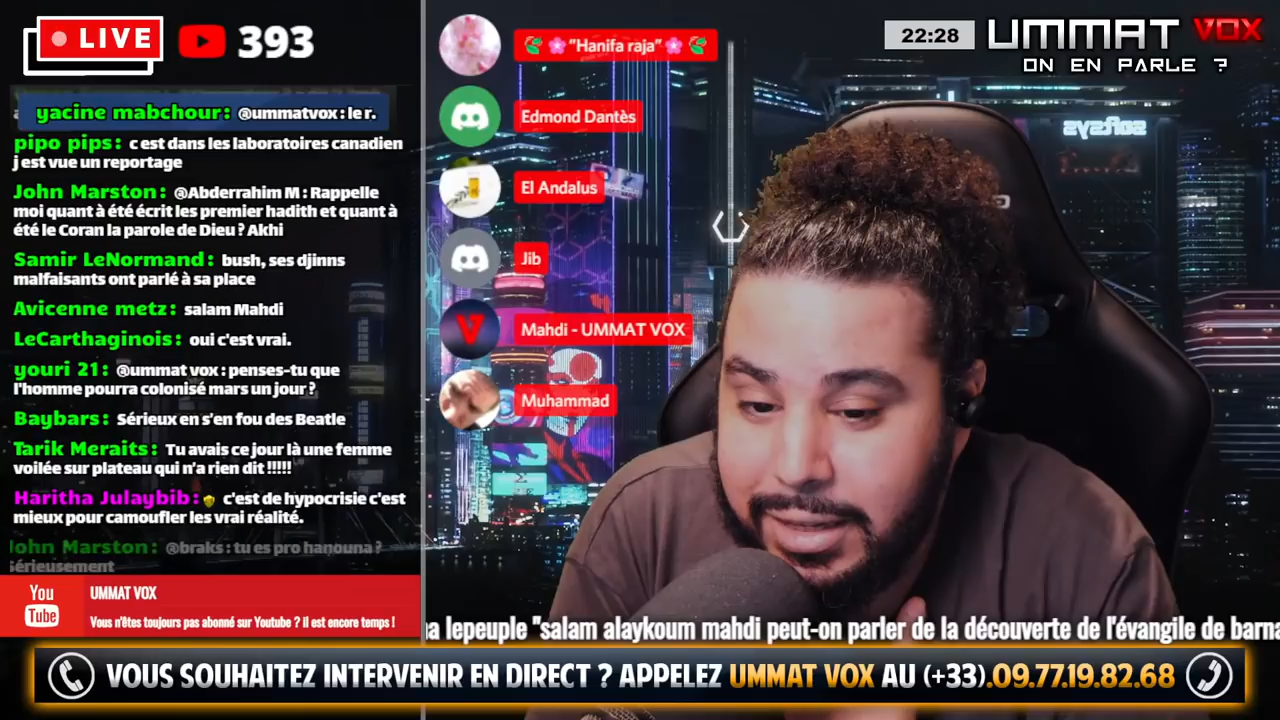 LIVE
393
22:28
UMMAT VOX
ON EN PARLE ?
yacine mabchour: @ummatvox : le r.
pipo pips: c est dans les laboratoires canadien
j est vue un reportage
John Marston: @Abderrahim M : Rappelle
moi quant à été écrit les premier hadith et quant à
été le Coran la parole de Dieu ? Akhi
Samir LeNormand: bush, ses djinns
malfaisants ont parlé à sa place
Avicenne metz: salam Mahdi
LeCarthaginois: oui c'est vrai.
youri 21: @ummat vox : penses-tu que
l'homme pourra colonisé mars un jour ?
Baybars: Sérieux en s'en fou des Beatle
Tarik Meraits: Tu avais ce jour là une femme
voilée sur plateau qui n'a rien dit !!!!!
Haritha Julaybib: c'est de hypocrisie c'est
mieux pour camoufler les vrai réalité.
John Marston: @braks : tu es pro hanouna ?
sérieusement
"Hanifa raja"
Edmond Dantès
El Andalus
Jib
Mahdi - UMMAT VOX
Muhammad
You
Tube
UMMAT VOX
Vous n'êtes toujours pas abonné sur Youtube ? il est encore temps !
lepeuple "salam alaykoum mahdi peut-on parler de la découverte de l'évangile de barna
VOUS SOUHAITEZ INTERVENIR EN DIRECT ? APPELEZ UMMAT VOX AU (+33).09.77.19.82.68